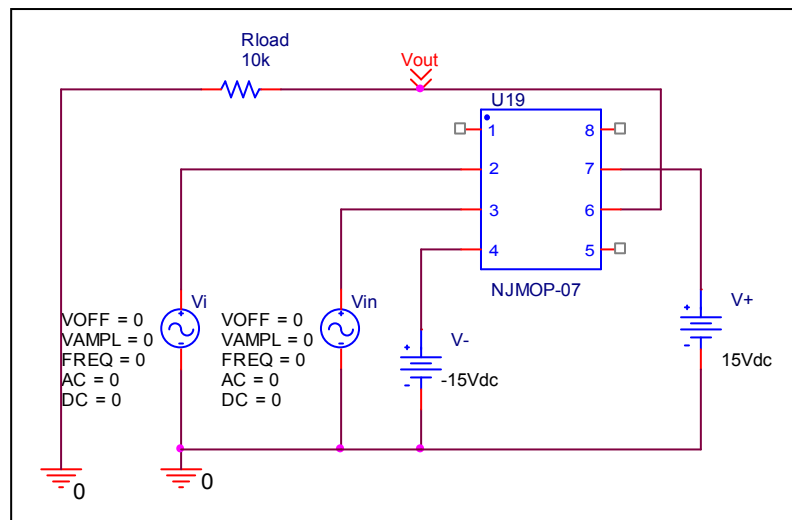 Rload
10k
Vout
U19
1
8
2
7
3
6
4
5
NJMOP-07
Vi
VOFF = 0
VAMPL = 0
FREQ = 0
AC = 0
DC = 0
Vin
VOFF = 0
VAMPL = 0
FREQ = 0
AC = 0
DC = 0
V-
-15Vdc
V+
15Vdc
0
0